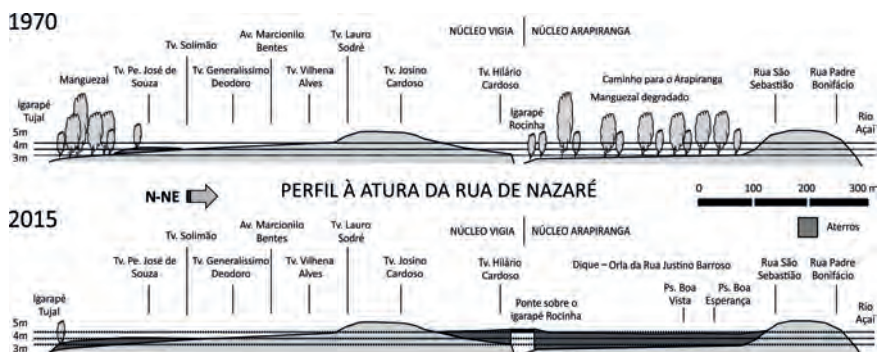 1970
Av. Marcionilo
Bentes
Tv. Lauro
Sodré
NÚCLEO VIGIA
NÚCLEO ARAPIRANGA
Tv. Solimão
Manguezal
Tv. Pe. José de
Souza
Tv. Generalíssimo
Deodoro
Tv. Vilhena
Alves
Tv. Josino
Cardoso
Tv. Hilário
Cardoso
Caminho para o Arapiranga
Manguezal degradado
Rua São
Sebastião
Rua Padre
Bonifácio
Igarapé
Tujal
Igarapé
Rocinha
Rio
Açaí
5m
4m
3m
N-NE
PERFIL À ATURA DA RUA DE NAZARÉ
0 100 200 300 m
Aterros
2015
Av. Marcionilo
Bentes
Tv. Lauro
Sodré
NÚCLEO VIGIA
NÚCLEO ARAPIRANGA
Tv. Solimão
Tv. Pe. José de
Souza
Tv. Generalíssimo
Deodoro
Tv. Vilhena
Alves
Tv. Josino
Cardoso
Tv. Hilário
Cardoso
Dique – Orla da Rua Justino Barroso
Rua São
Sebastião
Rua Padre
Bonifácio
Ps. Boa
Vista
Ps. Boa
Esperança
Igarapé
Tujal
Ponte sobre o
Igarapé Rocinha
Rio
Açaí
5m
4m
3m